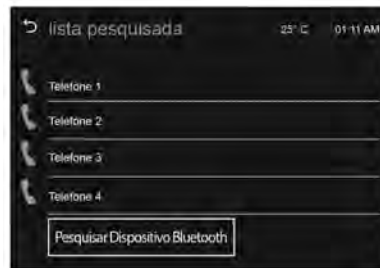 lista pesquisada 25° C 01:11 AM
Telefone 1
Telefone 2
Telefone 3
Telefone 4
Pesquisar Dispositivo Bluetooth